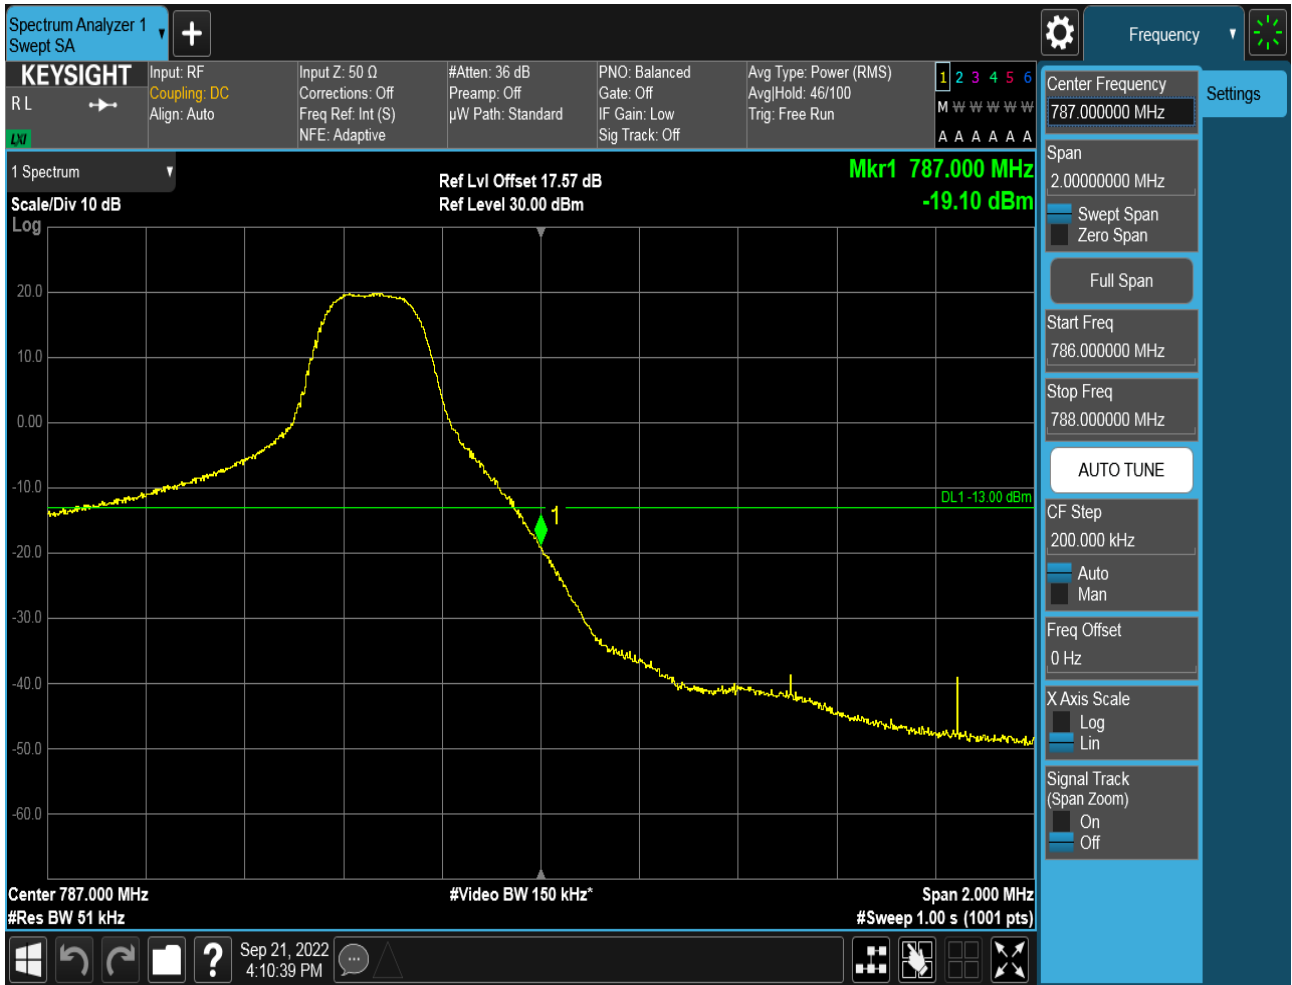 Spectrum Analyzer 1
Swept SA
Frequency
KEYSIGHT
R L
LXI
Input: RF
Coupling: DC
Align: Auto
Input Z: 50 Ω
Corrections: Off
Freq Ref: Int (S)
NFE: Adaptive
#Atten: 36 dB
Preamp: Off
µW Path: Standard
PNO: Balanced
Gate: Off
IF Gain: Low
Sig Track: Off
Avg Type: Power (RMS)
Avg|Hold: 46/100
Trig: Free Run
1 2 3 4 5 6
M W W W W W
A A A A A A
1 Spectrum
Scale/Div 10 dB
Log
Ref Lvl Offset 17.57 dB
Ref Level 30.00 dBm
Mkr1 787.000 MHz
-19.10 dBm
20.0
10.0
0.00
-10.0
-20.0
-30.0
-40.0
-50.0
-60.0
DL1 -13.00 dBm
1
Center 787.000 MHz
#Res BW 51 kHz
#Video BW 150 kHz*
Span 2.000 MHz
#Sweep 1.00 s (1001 pts)
Sep 21, 2022
4:10:39 PM
Center Frequency
787.000000 MHz
Settings
Span
2.00000000 MHz
Swept Span
Zero Span
Full Span
Start Freq
786.000000 MHz
Stop Freq
788.000000 MHz
AUTO TUNE
CF Step
200.000 kHz
Auto
Man
Freq Offset
0 Hz
X Axis Scale
Log
Lin
Signal Track
(Span Zoom)
On
Off